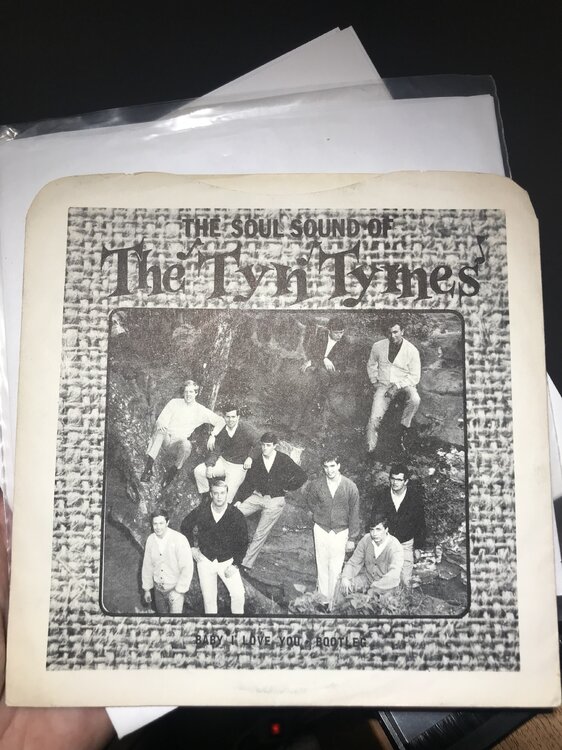 THE SOUL SOUND OF
The Tyn Tymes
BABY I LOVE YOU - BOOTLEG